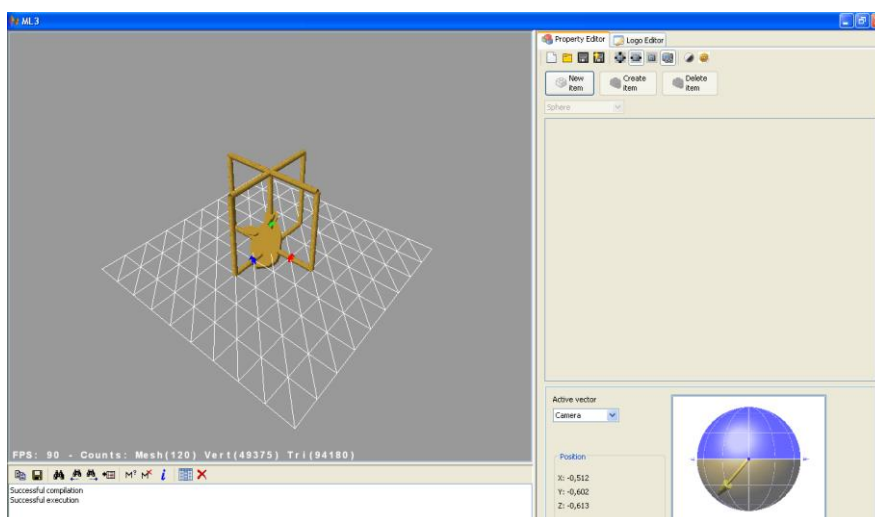 ML3
Property Editor
Logo Editor
New item
Create item
Delete item
Sphere
Active vector
Camera
Position
X: -0,512
Y: -0,602
Z: -0,613
FPS: 90 - Counts: Mesh(120) Vert(49375) Tri(94180)
M²
Successful compilation
Successful execution